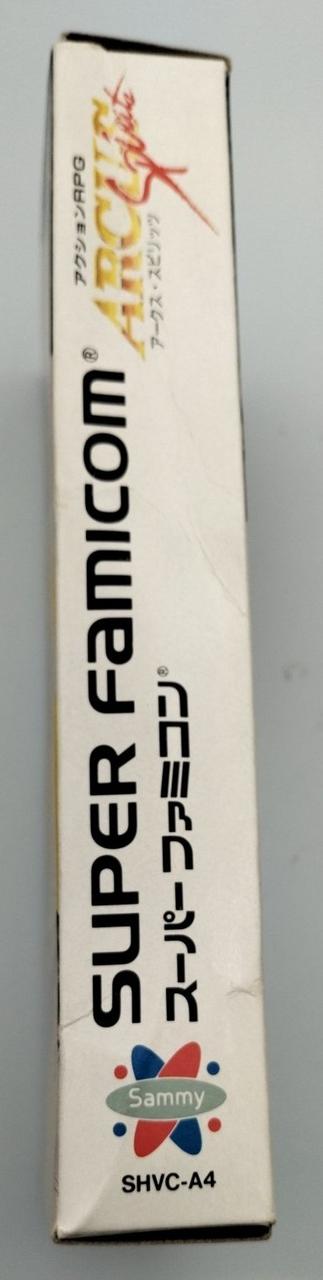 アクションRPG
ARCUS Spirits
アークス・スピリッツ
SUPER FAMICOM®
スーパーファミコン®
Sammy
SHVC-A4